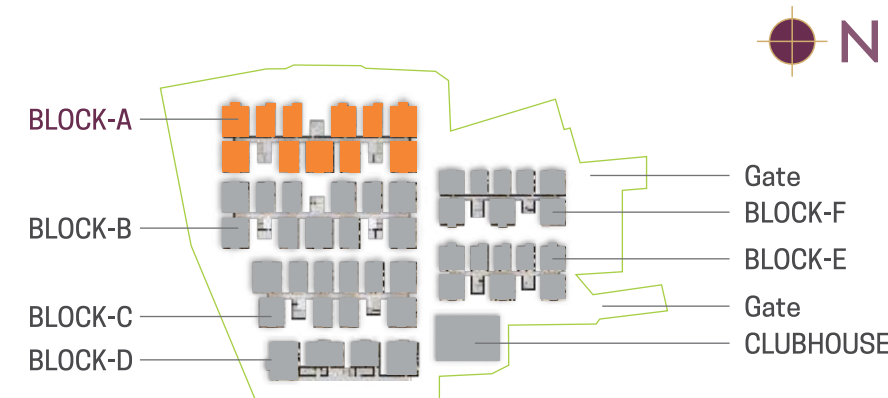 N
BLOCK-A
BLOCK-B
BLOCK-C
BLOCK-D
Gate
BLOCK-F
BLOCK-E
Gate
CLUBHOUSE